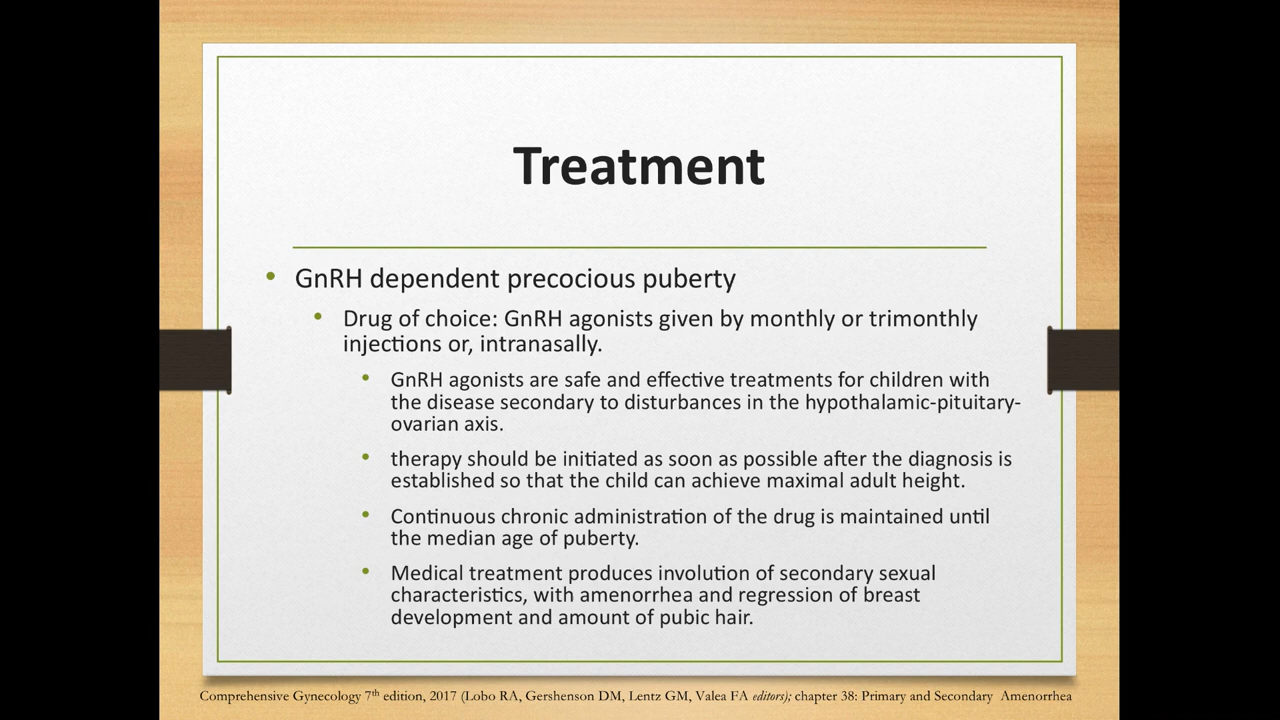 Treatment
• GnRH dependent precocious puberty
• Drug of choice: GnRH agonists given by monthly or trimonthly
injections or, intranasally.
• GnRH agonists are safe and effective treatments for children with
the disease secondary to disturbances in the hypothalamic-pituitary-
ovarian axis.
• therapy should be initiated as soon as possible after the diagnosis is
established so that the child can achieve maximal adult height.
• Continuous chronic administration of the drug is maintained until
the median age of puberty.
• Medical treatment produces involution of secondary sexual
characteristics, with amenorrhea and regression of breast
development and amount of pubic hair.
Comprehensive Gynecology 7th edition, 2017 (Lobo RA, Gershenson DM, Lentz GM, Valea FA editors); chapter 38: Primary and Secondary Amenorrhea